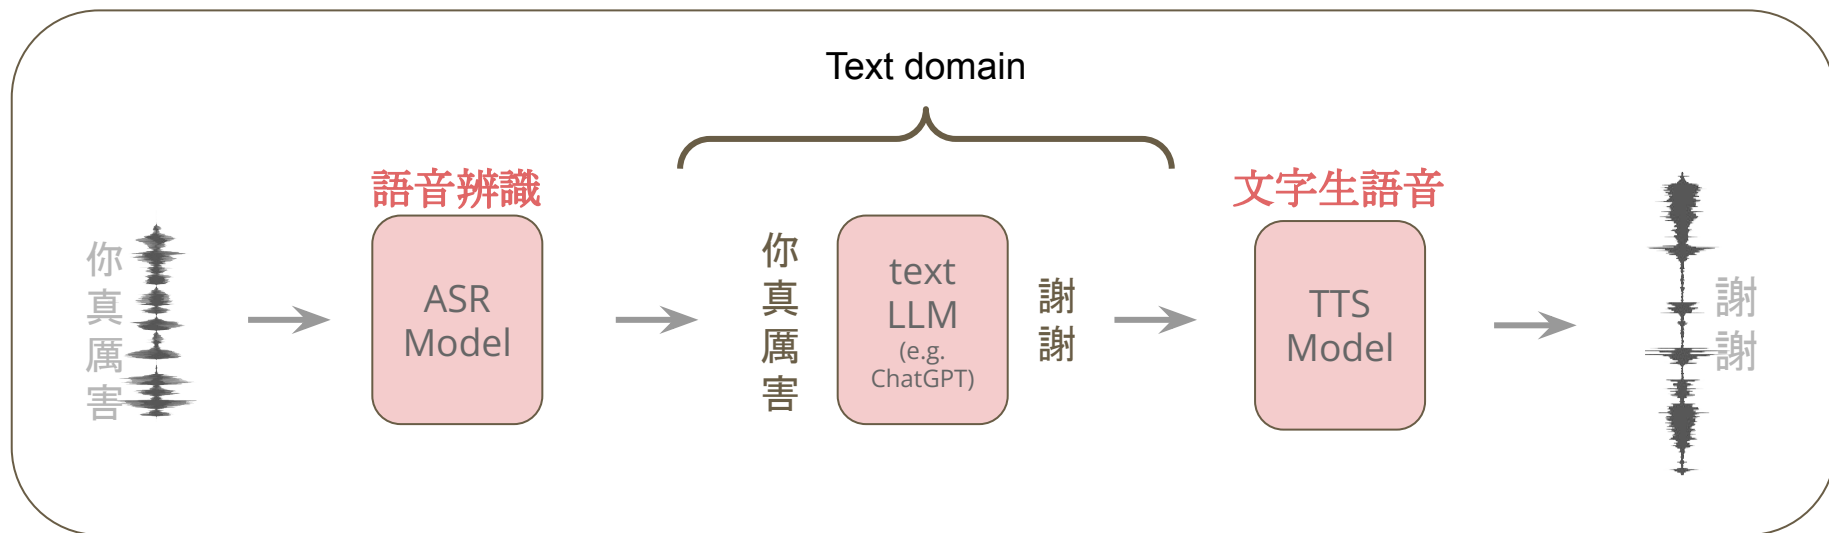 Text domain
語音辨識
文字生語音
你真厲害
ASR
Model
你真厲害
text
LLM
(e.g.
ChatGPT)
謝謝
TTS
Model
謝謝